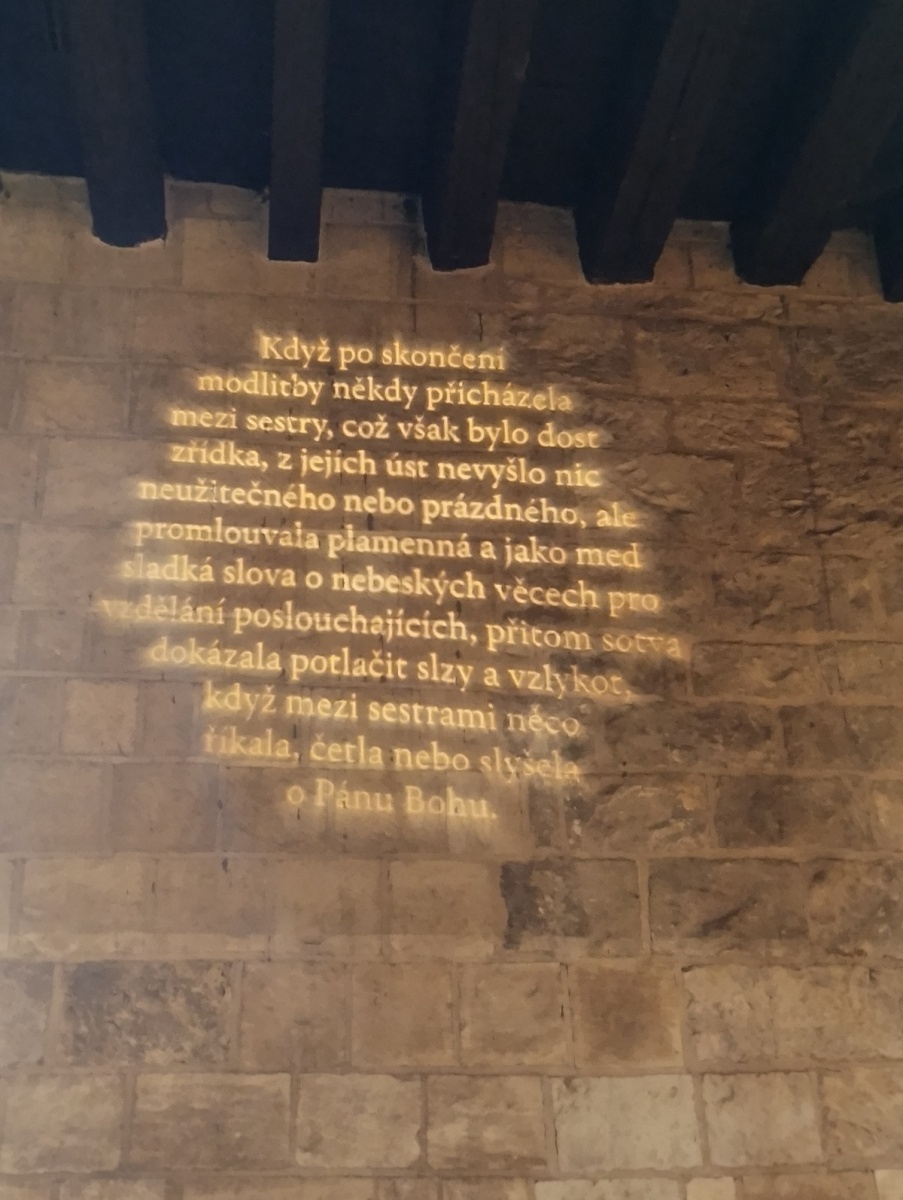 Když po skončení
modlitby někdy přicházela
mezi sestry, což však bylo dost
zřídka, z jejích úst nevyšlo nic
neužitečného nebo prázdného, ale
promlouvala plamenná a jako med
sladká slova o nebeských věcech pro
vzdělání poslouchajících, přitom sotva
dokázala potlačit slzy a vzlykot,
když mezi sestrami něco
říkala, četla nebo slyšela
o Pánu Bohu.